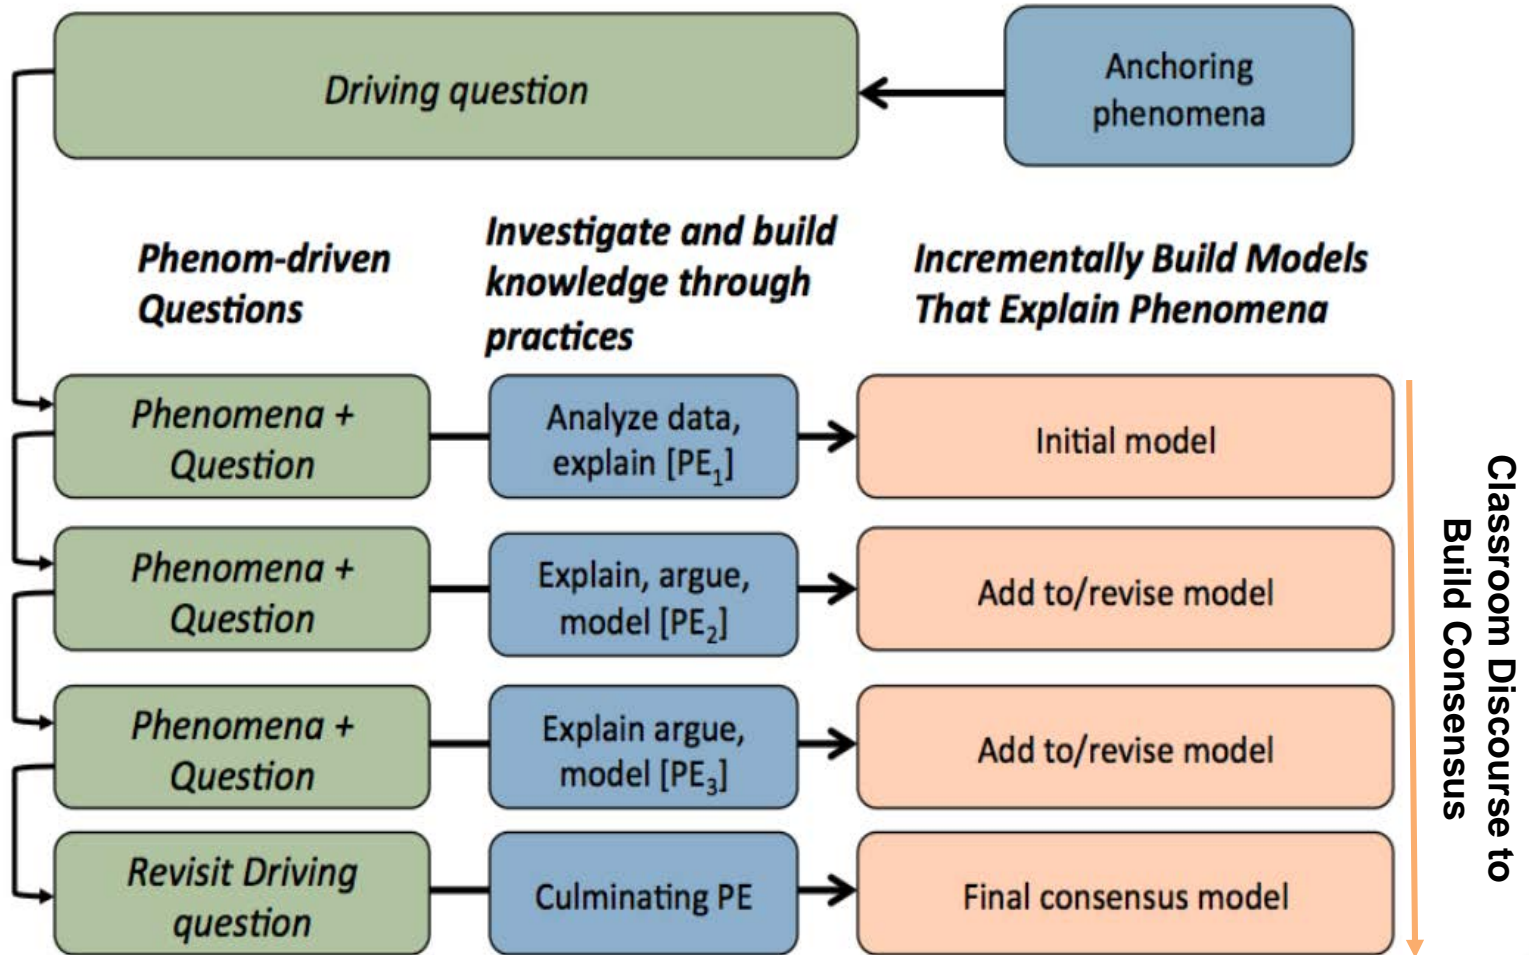 Driving question
Anchoring
phenomena
Phenom-driven
Questions
Investigate and build
knowledge through
practices
Incrementally Build Models
That Explain Phenomena
Phenomena +
Question
Analyze data,
explain [PE₁]
Initial model
Phenomena +
Question
Explain, argue,
model [PE₂]
Add to/revise model
Phenomena +
Question
Explain argue,
model [PE₃]
Add to/revise model
Revisit Driving
question
Culminating PE
Final consensus model
Classroom Discourse to
Build Consensus